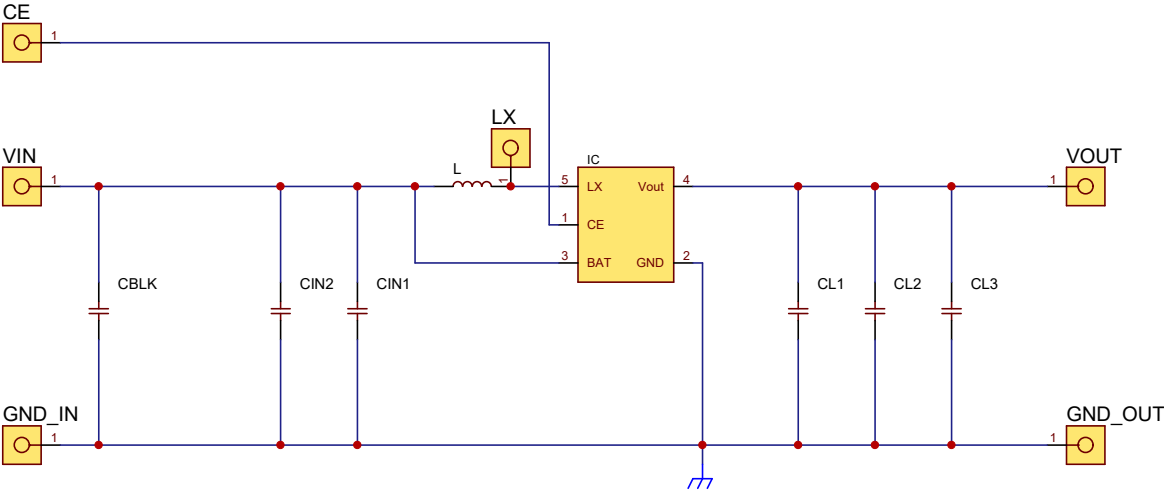 CE
1
LX
VIN
1
L
1
IC
5
LX
Vout
4
1
VOUT
1
CE
3
BAT
GND
2
CBLK
CIN2
CIN1
CL1
CL2
CL3
GND_IN
1
1
GND_OUT